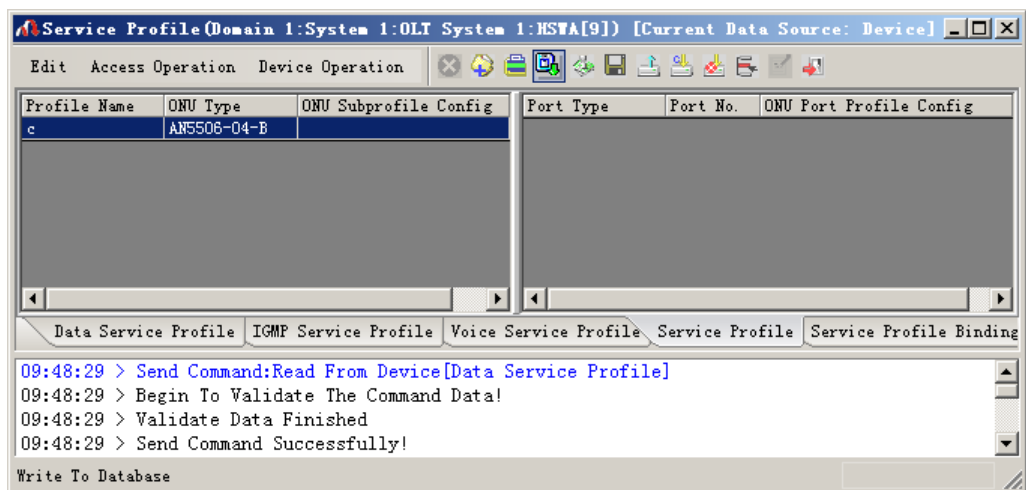 Service Profile(Domain 1:System 1:OLT System 1:HSWA[9]) [Current Data Source: Device]
Edit Access Operation Device Operation
Profile Name ONU Type ONU Subprofile Config Port Type Port No. ONU Port Profile Config
c AN5506-04-B
Data Service Profile IGMP Service Profile Voice Service Profile Service Profile Service Profile Binding
09:48:29 > Send Command:Read From Device[Data Service Profile]
09:48:29 > Begin To Validate The Command Data!
09:48:29 > Validate Data Finished
09:48:29 > Send Command Successfully!
Write To Database